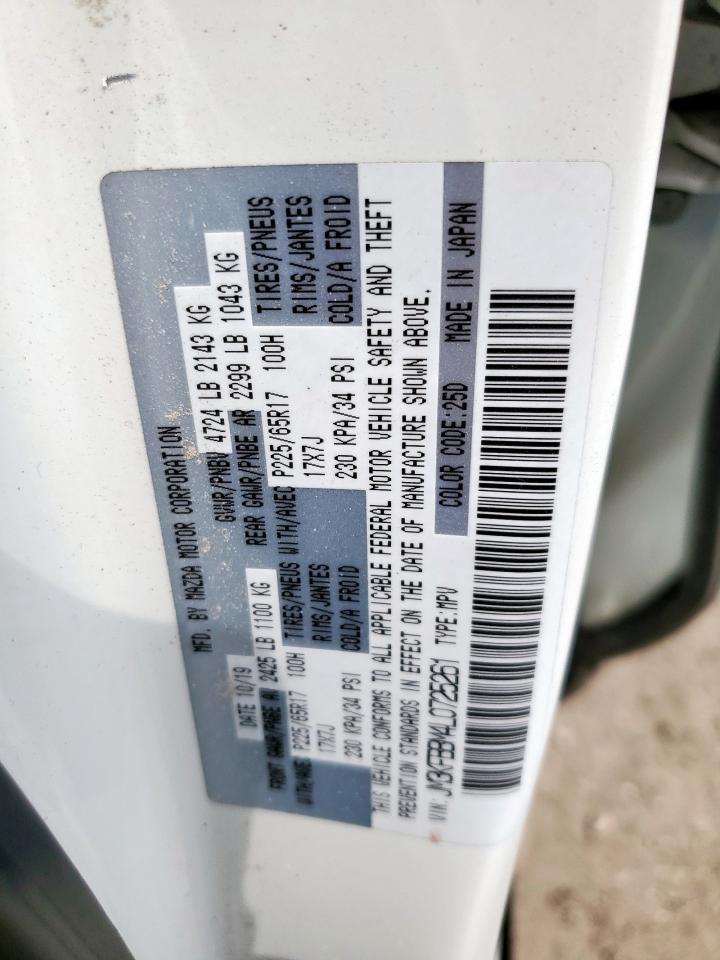 MFD. BY MAZDA MOTOR CORPORATION
DATE 10/19 GVWR/PNBV 4724 LB 2143 KG
FRONT GAWR/PNBE AV 2425 LB 1100 KG REAR GAWR/PNBE AR 2299 LB 1043 KG
WITH/AVEC P225/65R17 100H TIRES/PNEUS WITH/AVEC P225/65R17 100H TIRES/PNEUS
17X7J RIMS/JANTES 17X7J RIMS/JANTES
230 KPA/34 PSI COLD/A FROID 230 KPA/34 PSI COLD/A FROID
THIS VEHICLE CONFORMS TO ALL APPLICABLE FEDERAL MOTOR VEHICLE SAFETY AND THEFT
PREVENTION STANDARDS IN EFFECT ON THE DATE OF MANUFACTURE SHOWN ABOVE.
COLOR CODE:25D MADE IN JAPAN
VIN: JM3KFBBM4L0725261 TYPE:MPV